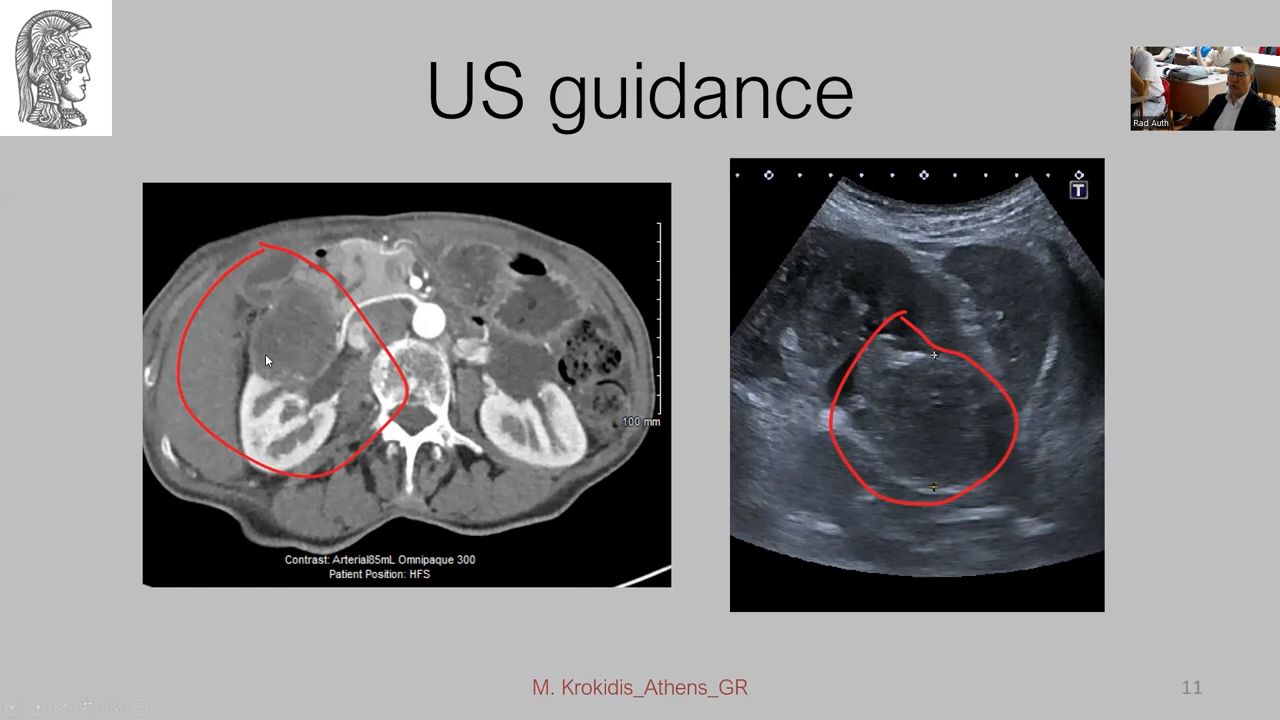 US guidance
Rad Auth
T
100 mm
Contrast: Arterial85mL Omnipaque 300
Patient Position: HFS
M. Krokidis_Athens_GR
11